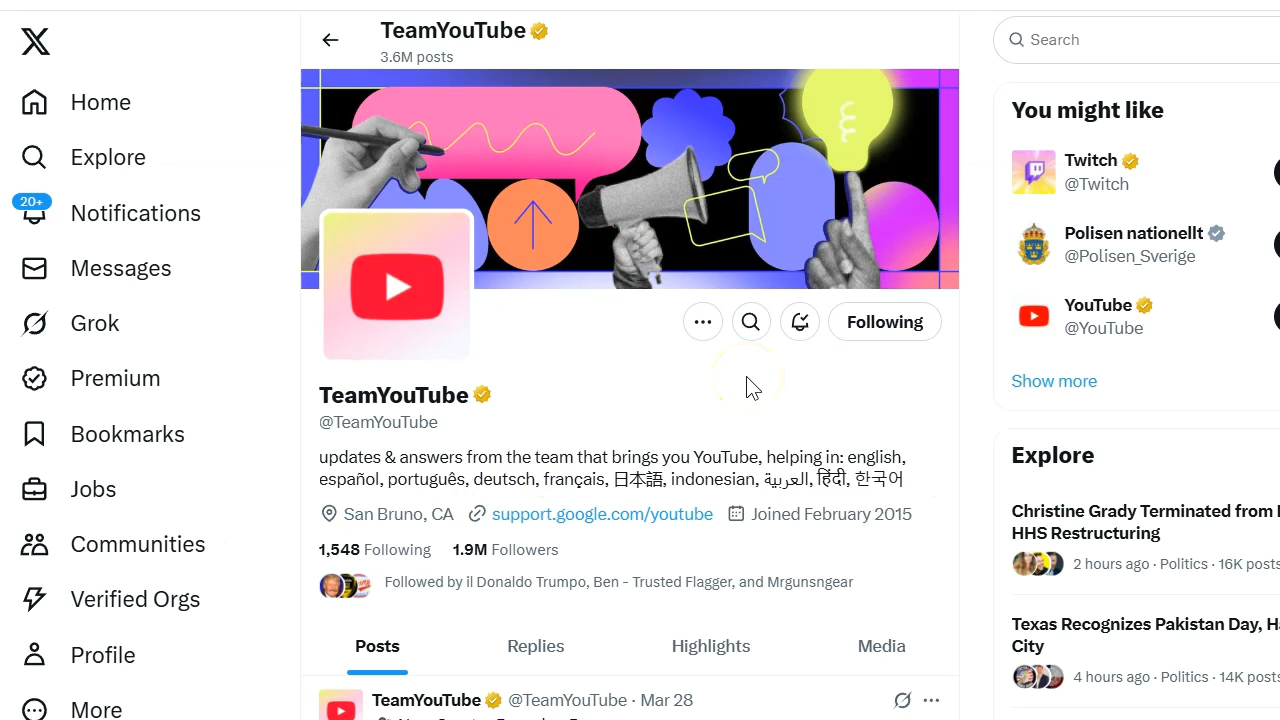 Home
Explore
20+
Notifications
Messages
Grok
Premium
Bookmarks
Jobs
Communities
Verified Orgs
Profile
More
TeamYouTube
3.6M posts
Following
TeamYouTube
@TeamYouTube
updates & answers from the team that brings you YouTube, helping in: english,
español, português, deutsch, français, 日本語, indonesian, العربية, हिंदी, 한국어
San Bruno, CA support.google.com/youtube Joined February 2015
1,548 Following 1.9M Followers
Followed by il Donaldo Trumpo, Ben - Trusted Flagger, and Mrgunsngear
Posts Replies Highlights Media
TeamYouTube @TeamYouTube · Mar 28
Search
You might like
Twitch
@Twitch
Polisen nationellt
@Polisen_Sverige
YouTube
@YouTube
Show more
Explore
Christine Grady Terminated from
HHS Restructuring
2 hours ago · Politics · 16K posts
Texas Recognizes Pakistan Day,
City
4 hours ago · Politics · 14K posts